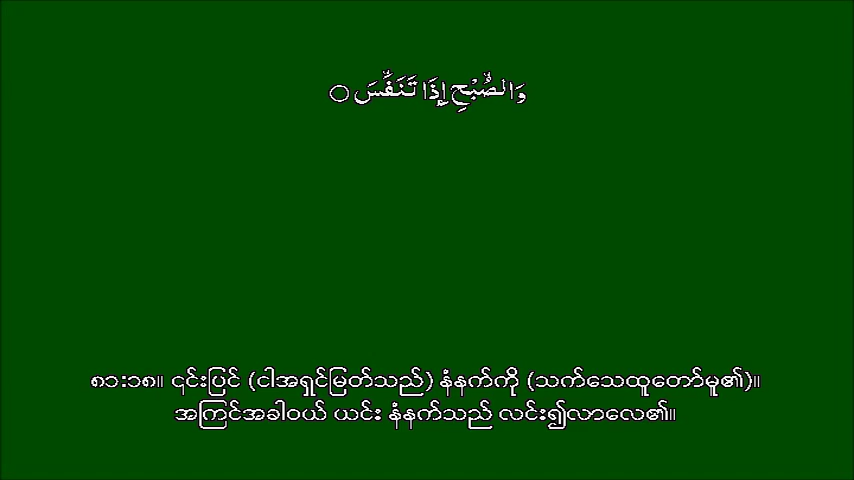 وَالصُّبْحِ إِذَا تَنَفَّسَ ۝
၈၁:၁၈။ ၎င်းပြင် (ငါအရှင်မြတ်သည်) နံနက်ကို (သက်သေထူတော်မူ၏)။
အကြင်အခါဝယ် ယင်း နံနက်သည် လင်း၍လာလေ၏။